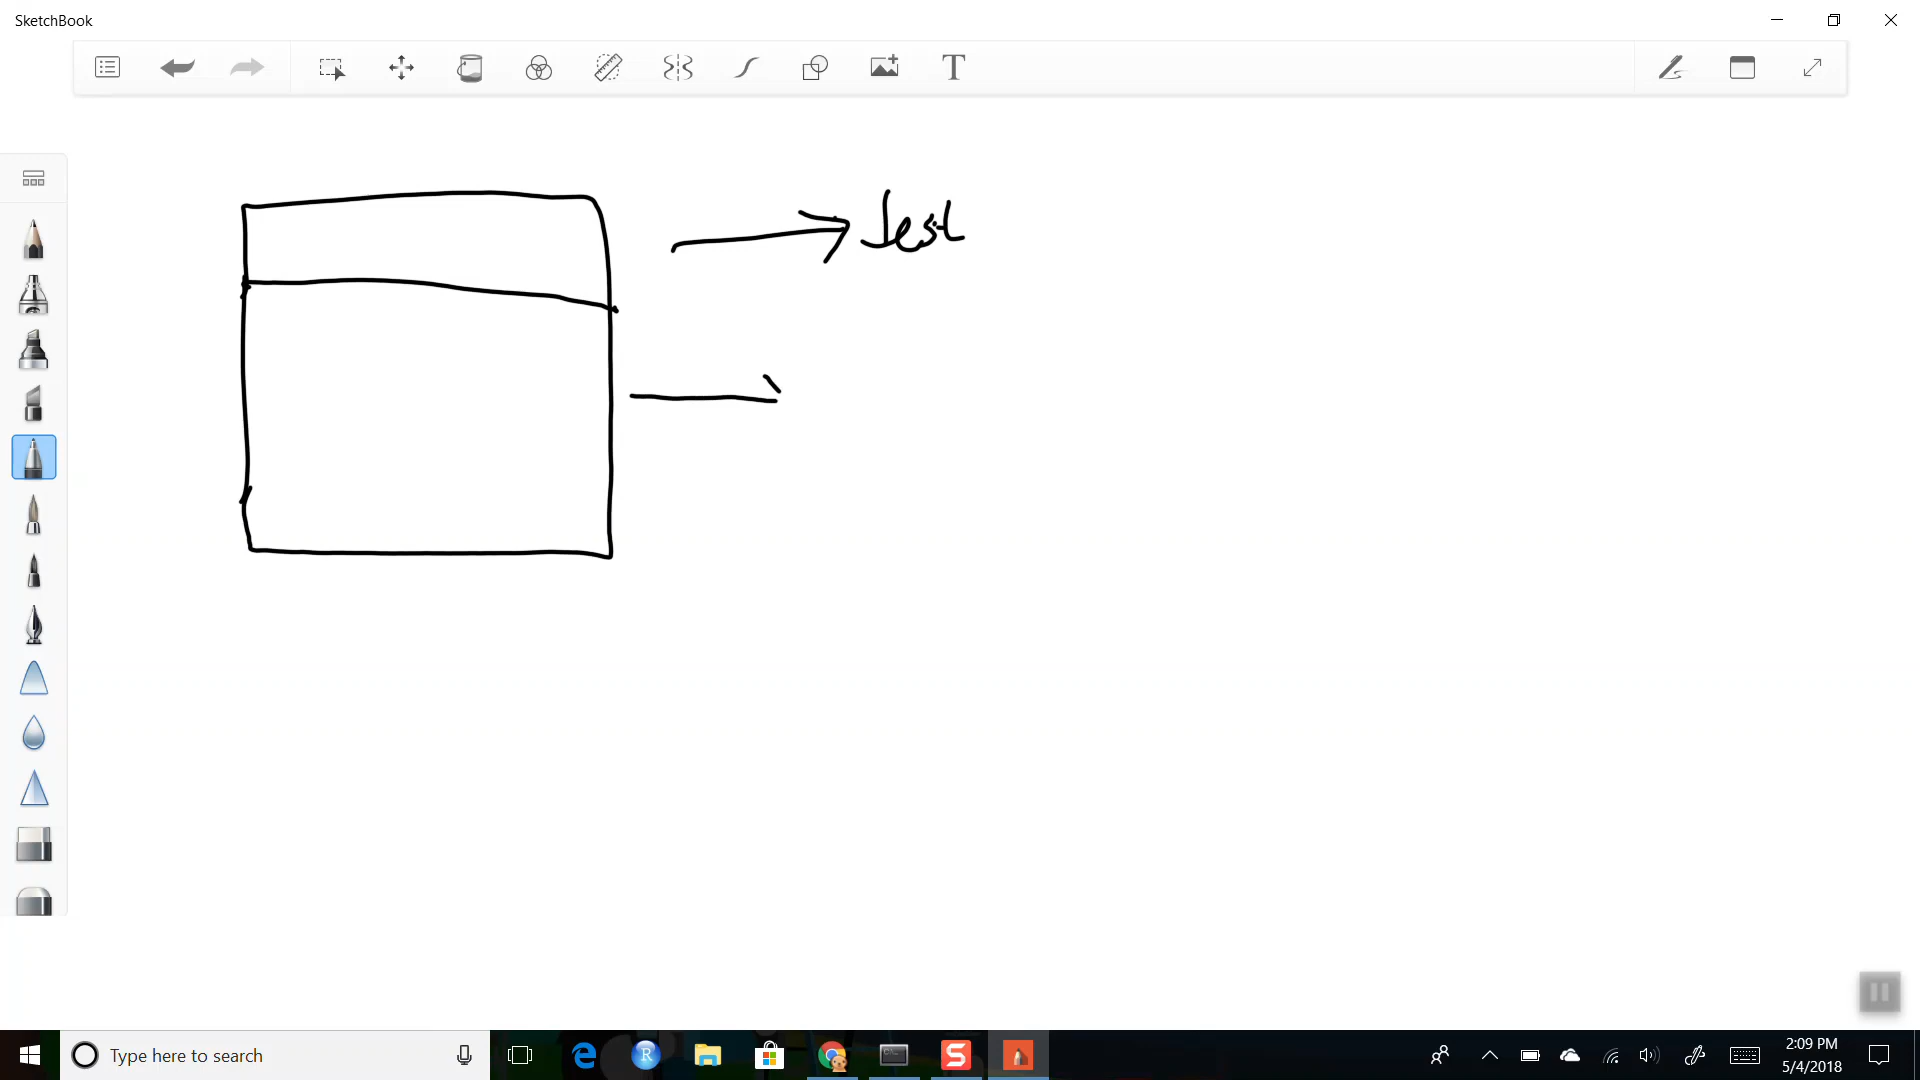 SketchBook
T
Test
Type here to search
2:09 PM
5/4/2018